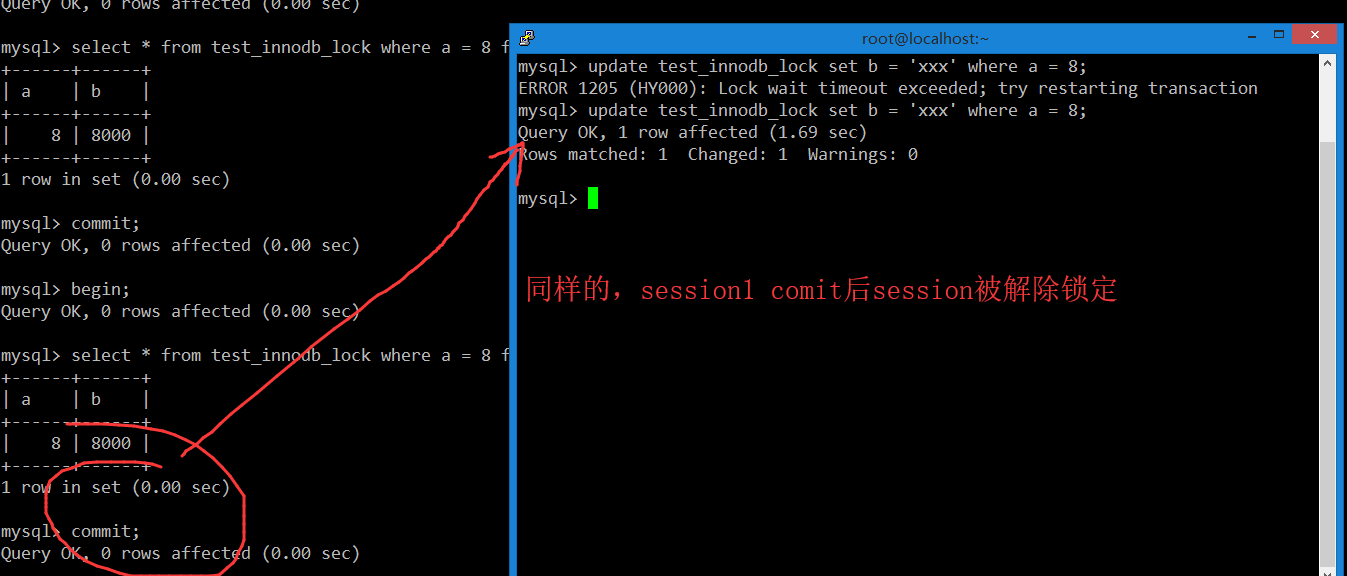 Query OK, 0 rows affected (0.00 sec)
mysql> select * from test_innodb_lock where a = 8 f
+------+------+
| a    | b    |
+------+------+
|    8 | 8000 |
+------+------+
1 row in set (0.00 sec)
mysql> commit;
Query OK, 0 rows affected (0.00 sec)
mysql> begin;
Query OK, 0 rows affected (0.00 sec)
mysql> select * from test_innodb_lock where a = 8 f
+------+------+
| a    | b    |
+------+------+
|    8 | 8000 |
+------+------+
1 row in set (0.00 sec)
mysql> commit;
Query OK, 0 rows affected (0.00 sec)
root@localhost:~
mysql> update test_innodb_lock set b = 'xxx' where a = 8;
ERROR 1205 (HY000): Lock wait timeout exceeded; try restarting transaction
mysql> update test_innodb_lock set b = 'xxx' where a = 8;
Query OK, 1 row affected (1.69 sec)
Rows matched: 1  Changed: 1  Warnings: 0
mysql>
同样的，session1 comit后session被解除锁定